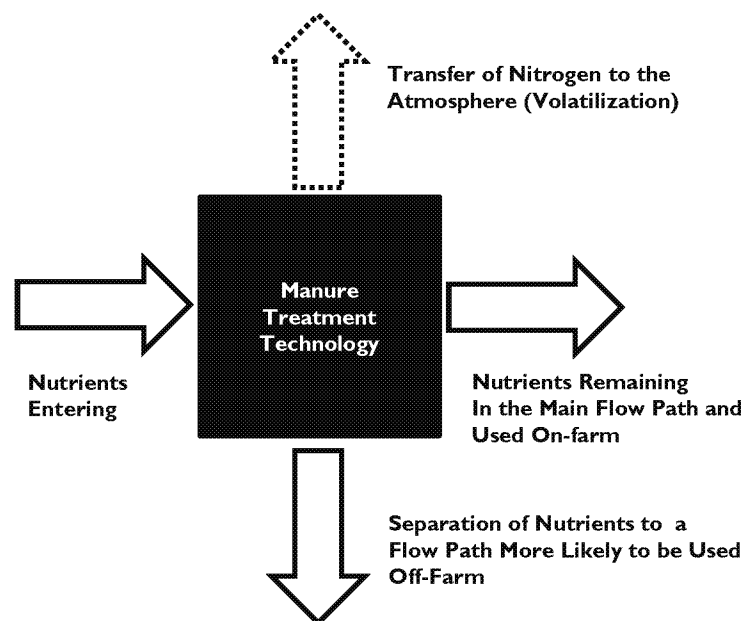 Transfer of Nitrogen to the
Atmosphere (Volatilization)
Manure
Treatment
Technology
Nutrients
Entering
Nutrients Remaining
In the Main Flow Path and
Used On-farm
Separation of Nutrients to a
Flow Path More Likely to be Used
Off-Farm